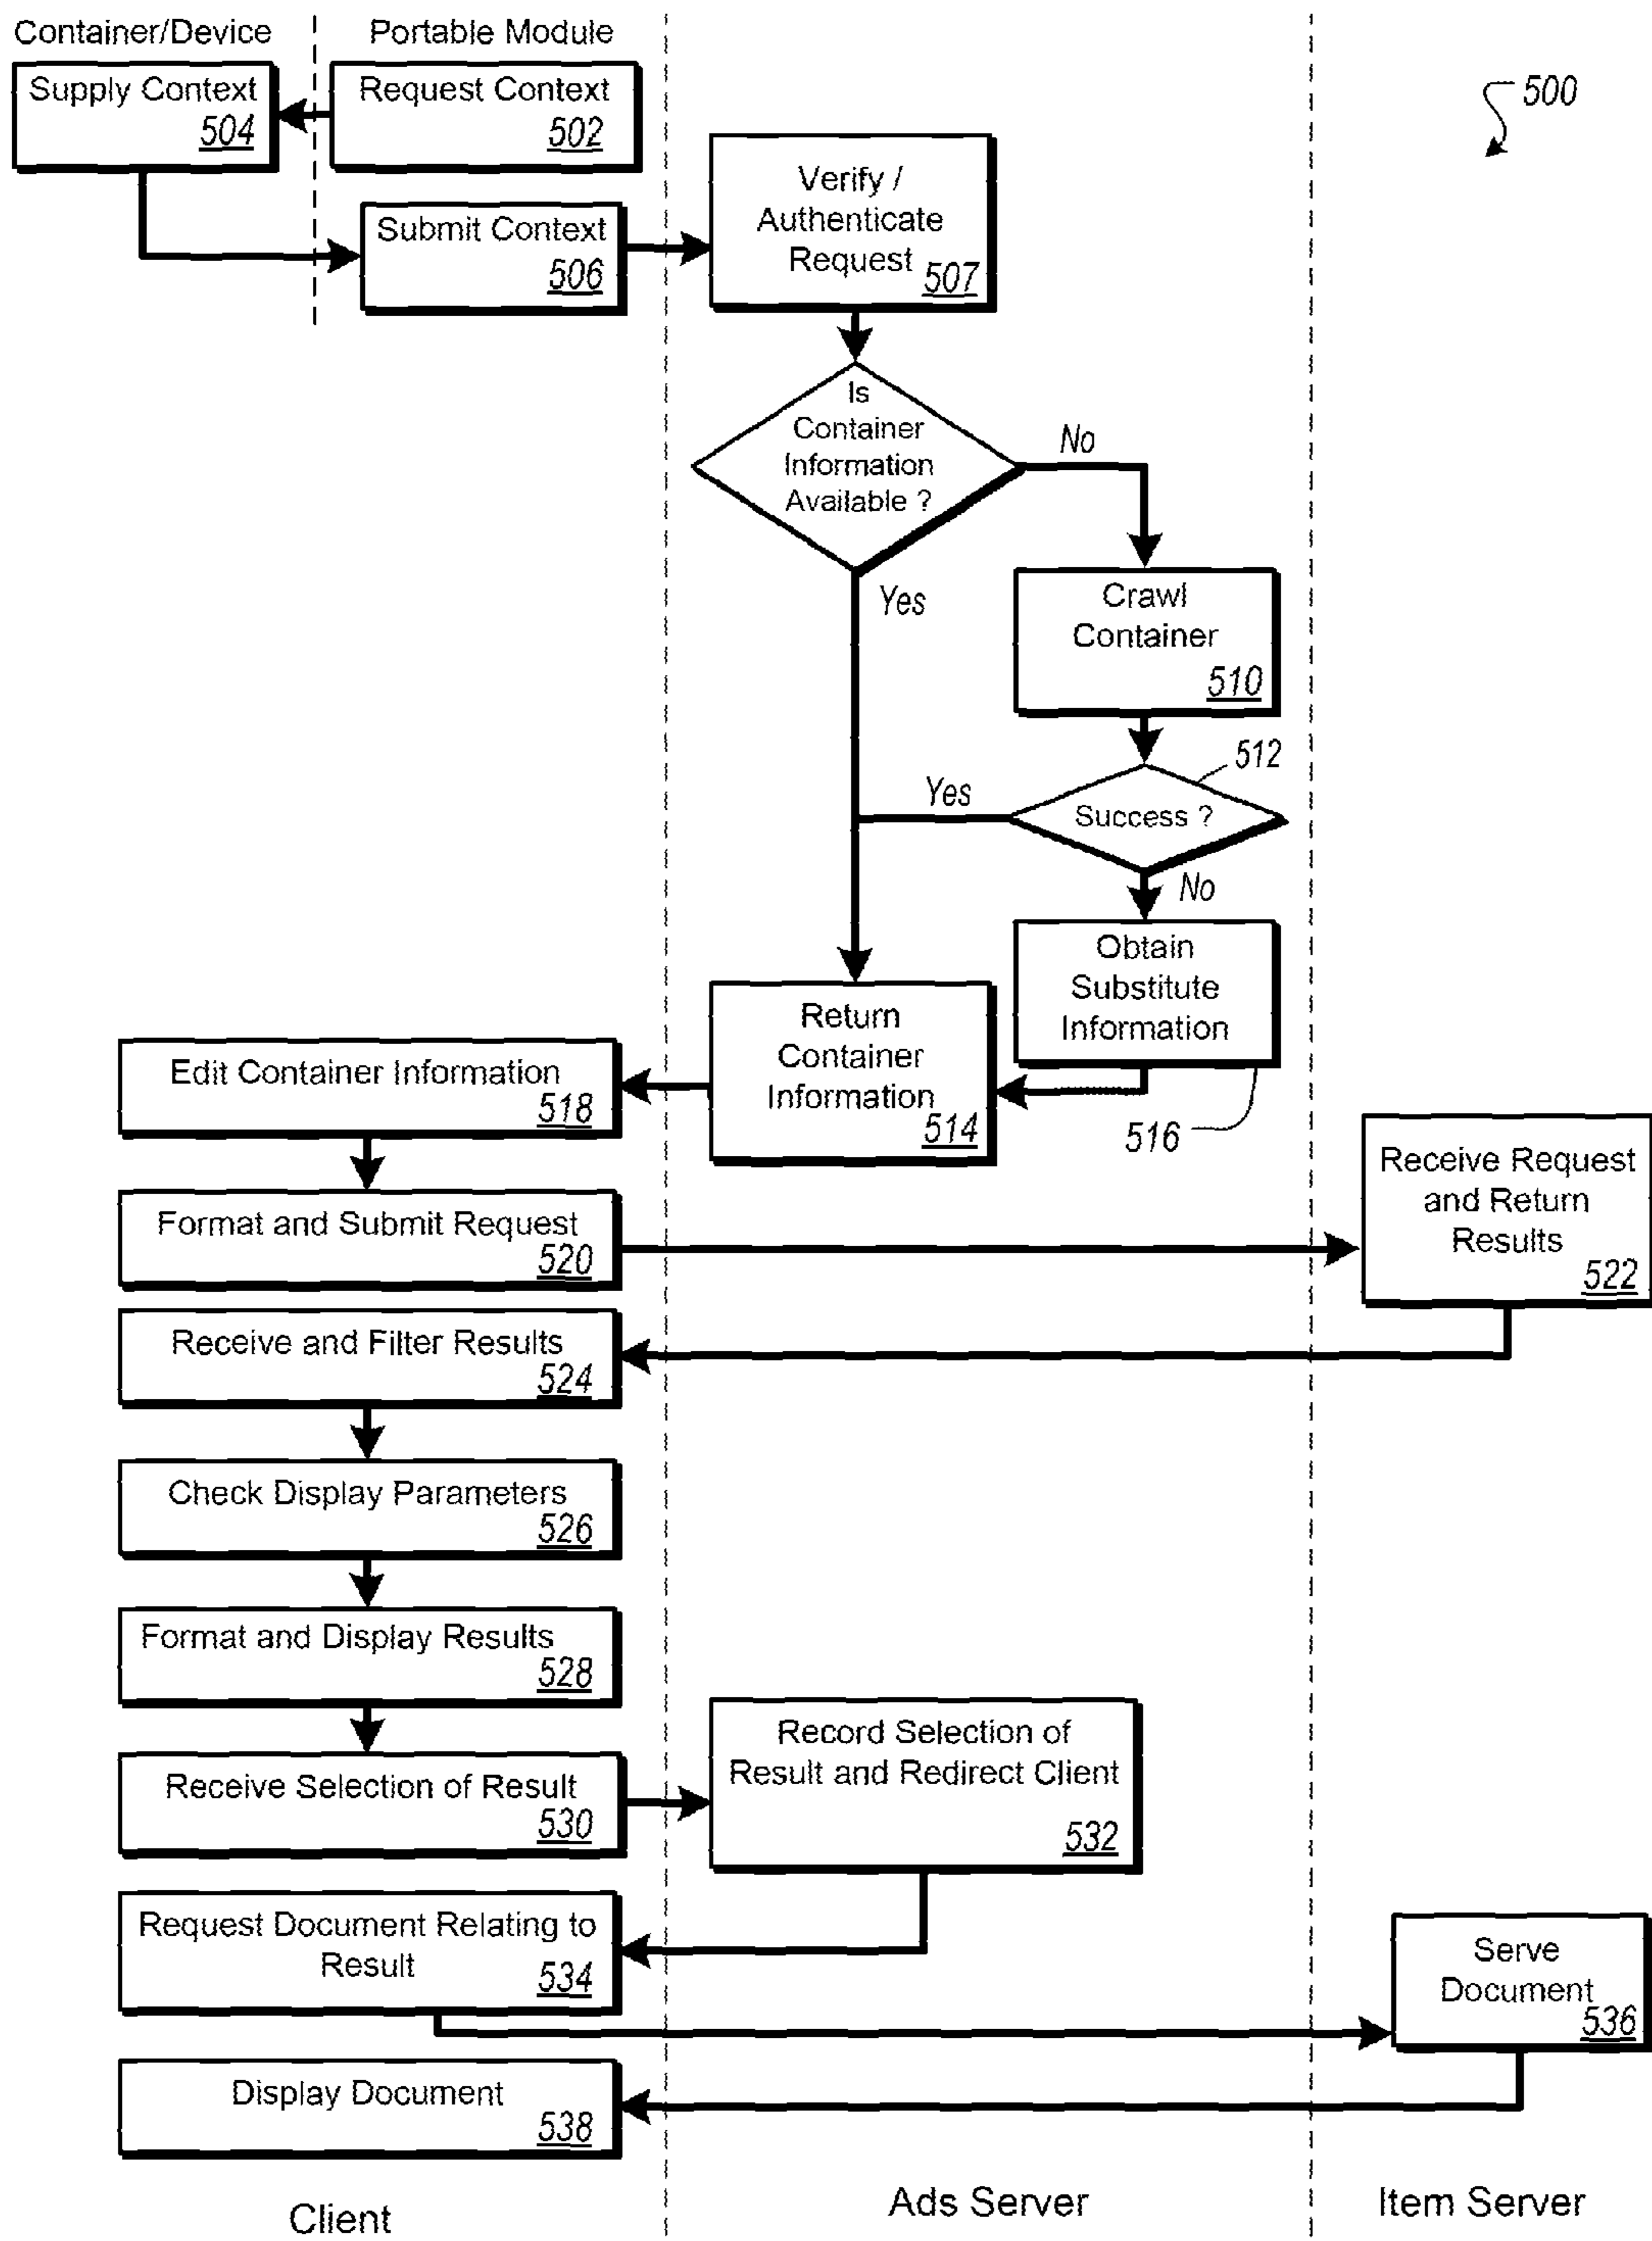 Container/Device
Portable Module
Supply Context
504
Request Context
502
500
Submit Context
506
Verify /
Authenticate
Request
507
Is
Container
Information
Available ?
No
Yes
Crawl
Container
510
512
Success ?
Yes
No
Obtain
Substitute
Information
516
Return
Container
Information
514
Edit Container Information
518
Format and Submit Request
520
Receive Request
and Return
Results
522
Receive and Filter Results
524
Check Display Parameters
526
Format and Display Results
528
Receive Selection of Result
530
Record Selection of
Result and Redirect Client
532
Request Document Relating to
Result
534
Serve
Document
536
Display Document
538
Client
Ads Server
Item Server